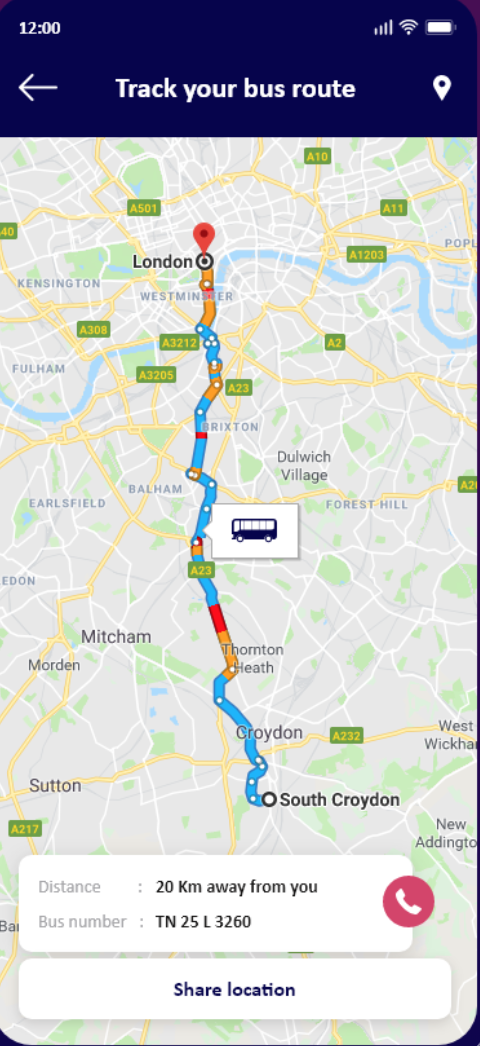 12:00
Track your bus route
A10
A501
A11
40
London
A1203
POPL
KENSINGTON
WESTMINSTER
A308
A3212
A2
FULHAM
A3205
A23
BRIXTON
Dulwich
Village
BALHAM
EARLSFIELD
FOREST HILL
A20
EDON
A23
Mitcham
Thornton
Heath
Morden
Croydon
A232
West
Wickham
Sutton
South Croydon
A217
New
Addington
Distance : 20 Km away from you
Bus number : TN 25 L 3260
Ba
Share location